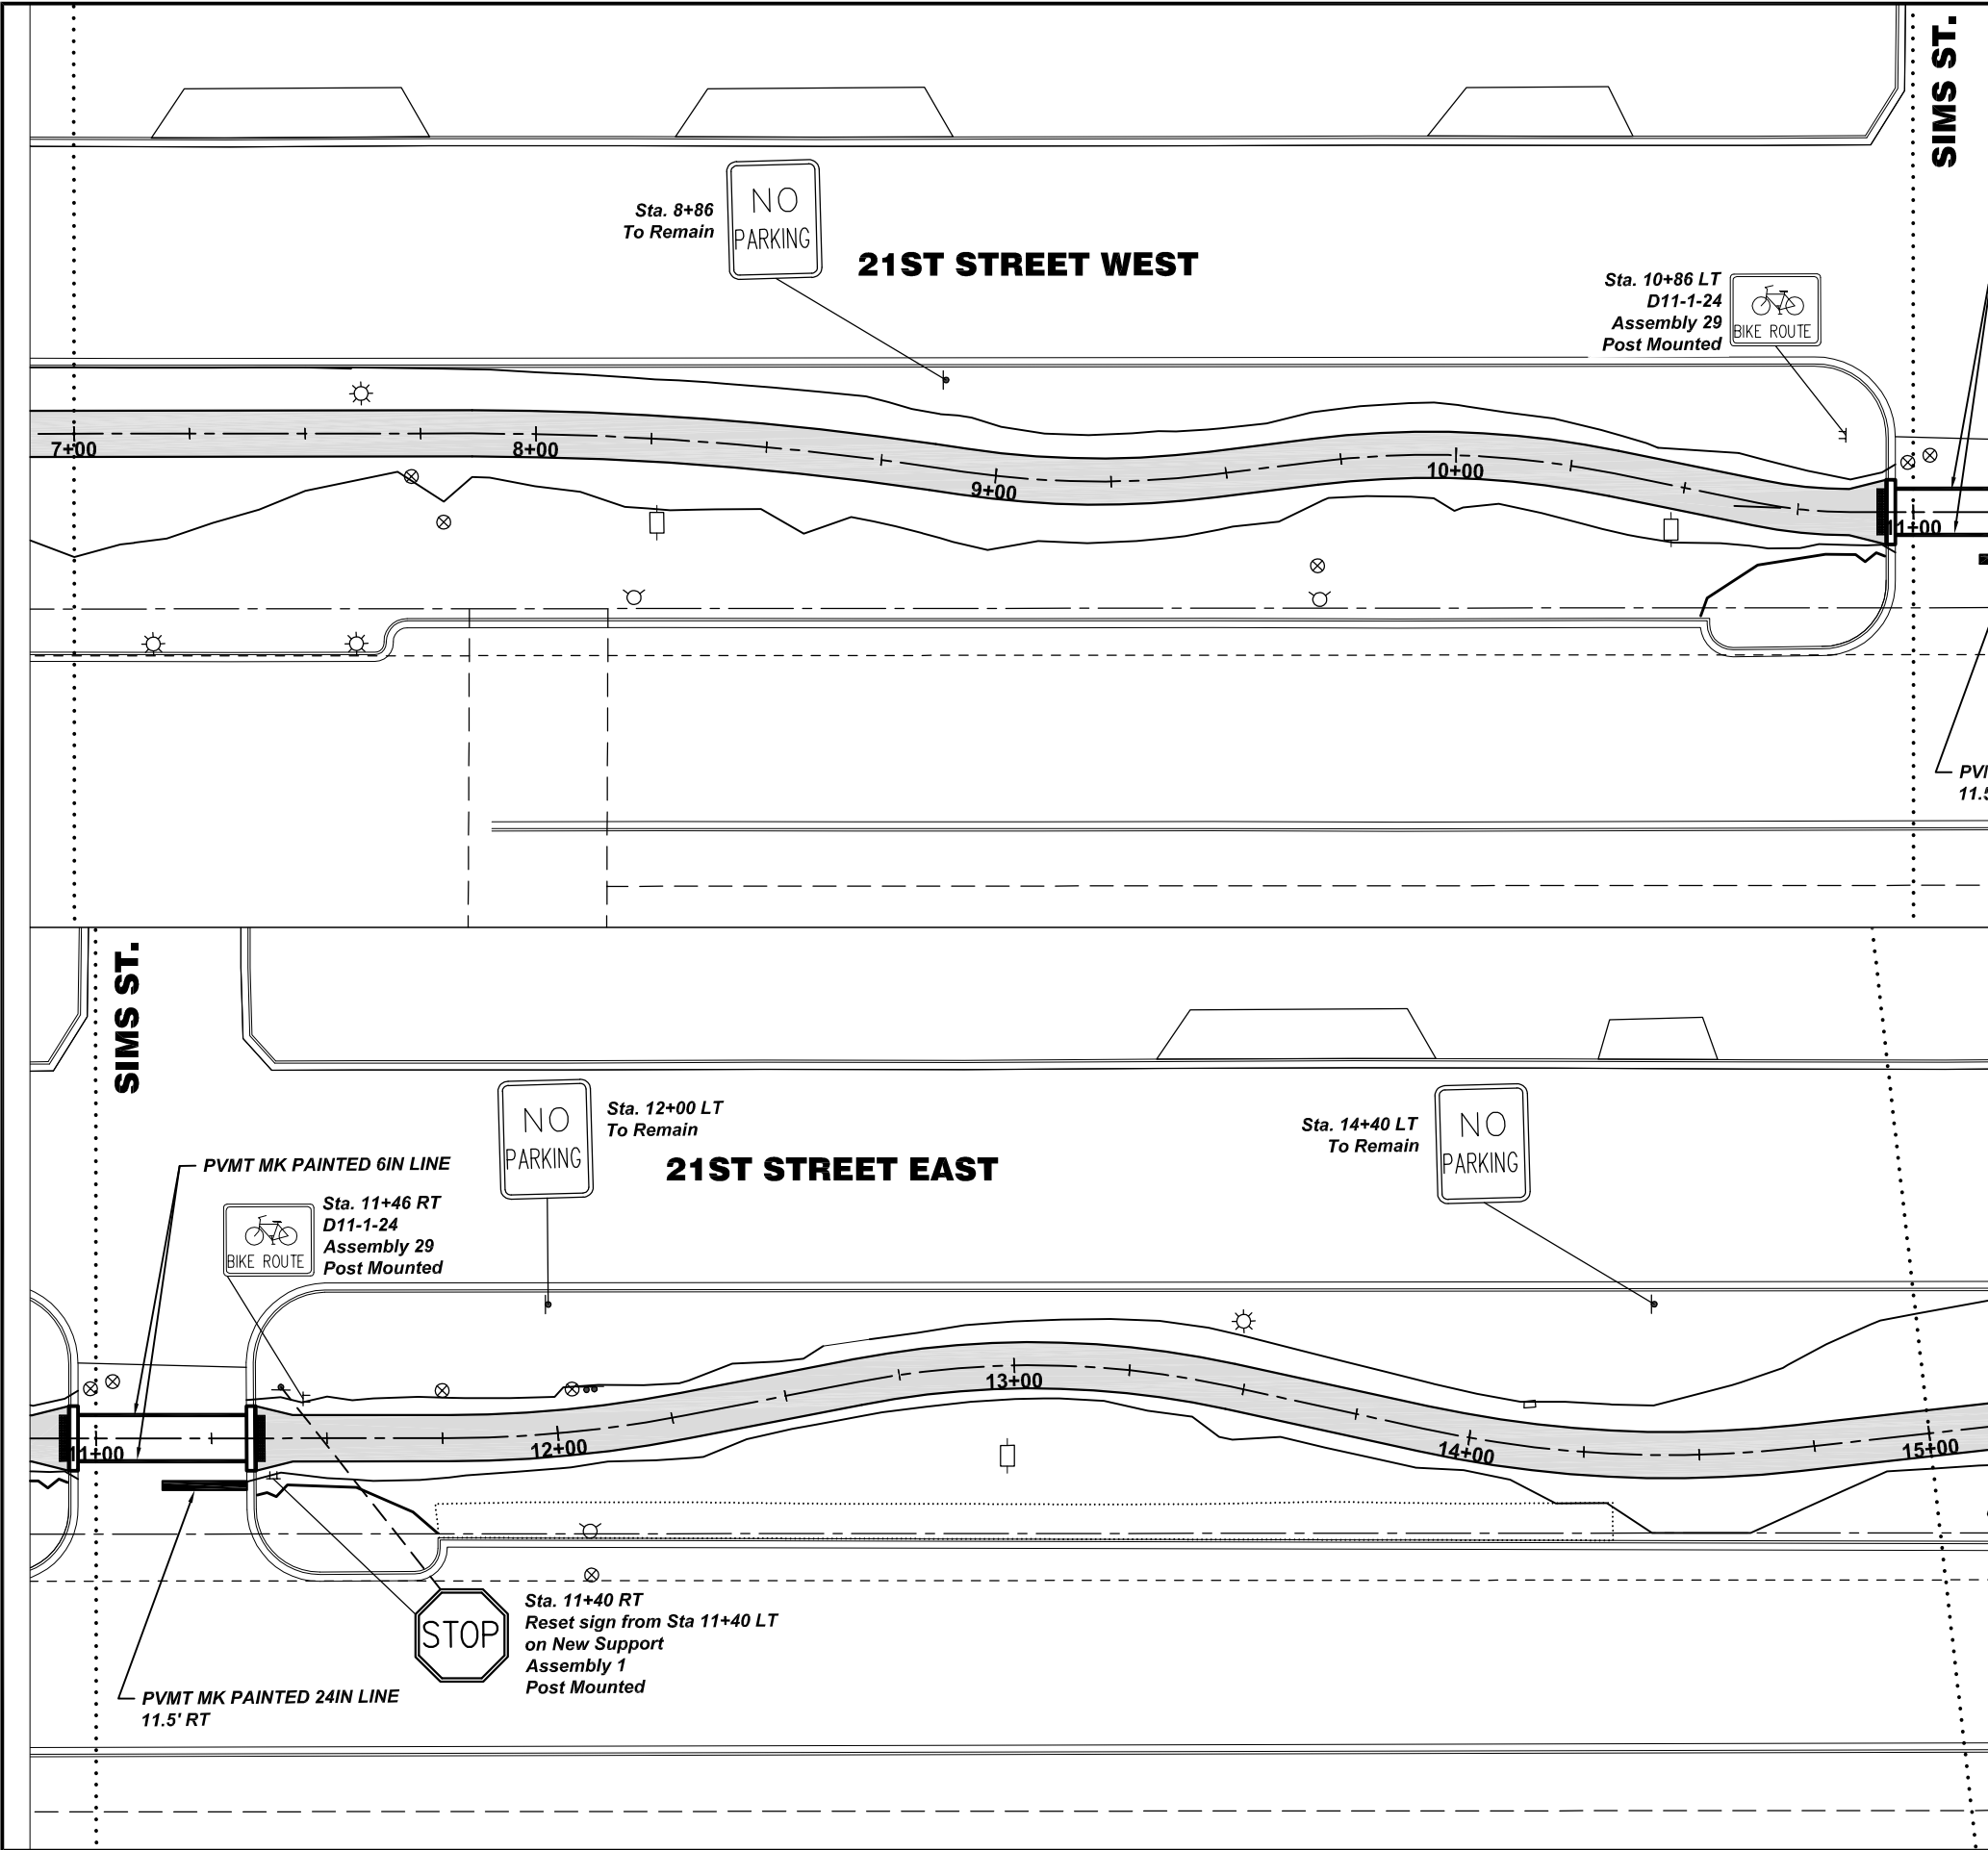 SIMS ST.
NO
PARKING
Sta. 8+86
To Remain
21ST STREET WEST
Sta. 10+86 LT
D11-1-24
Assembly 29
Post Mounted
BIKE ROUTE
7+00
8+00
9+00
10+00
11+00
11.5
SIMS ST.
NO
PARKING
Sta. 12+00 LT
To Remain
Sta. 14+40 LT
To Remain
NO
PARKING
PVMT MK PAINTED 6IN LINE
21ST STREET EAST
BIKE ROUTE
Sta. 11+46 RT
D11-1-24
Assembly 29
Post Mounted
11+00
12+00
13+00
14+00
15+00
STOP
Sta. 11+40 RT
Reset sign from Sta 11+40 LT
on New Support
Assembly 1
Post Mounted
PVMT MK PAINTED 24IN LINE
11.5' RT